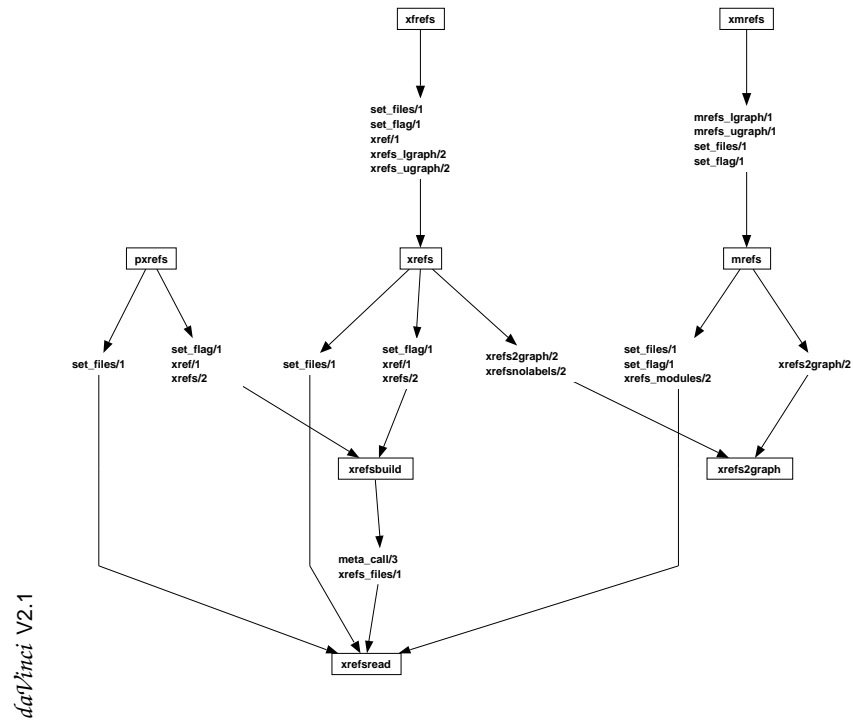 xfrefs
xmrefs
set_files/1
set_flag/1
xref/1
xrefs_lgraph/2
xrefs_ugraph/2
mrefs_lgraph/1
mrefs_ugraph/1
set_files/1
set_flag/1
pxrefs
xrefs
mrefs
set_files/1
set_flag/1
xref/1
xrefs/2
set_files/1
set_flag/1
xref/1
xrefs/2
xrefs2graph/2
xrefsnolabels/2
set_files/1
set_flag/1
xrefs_modules/2
xrefs2graph/2
xrefsbuild
xrefs2graph
meta_call/3
xrefs_files/1
xrefsread
daVinci V2.1